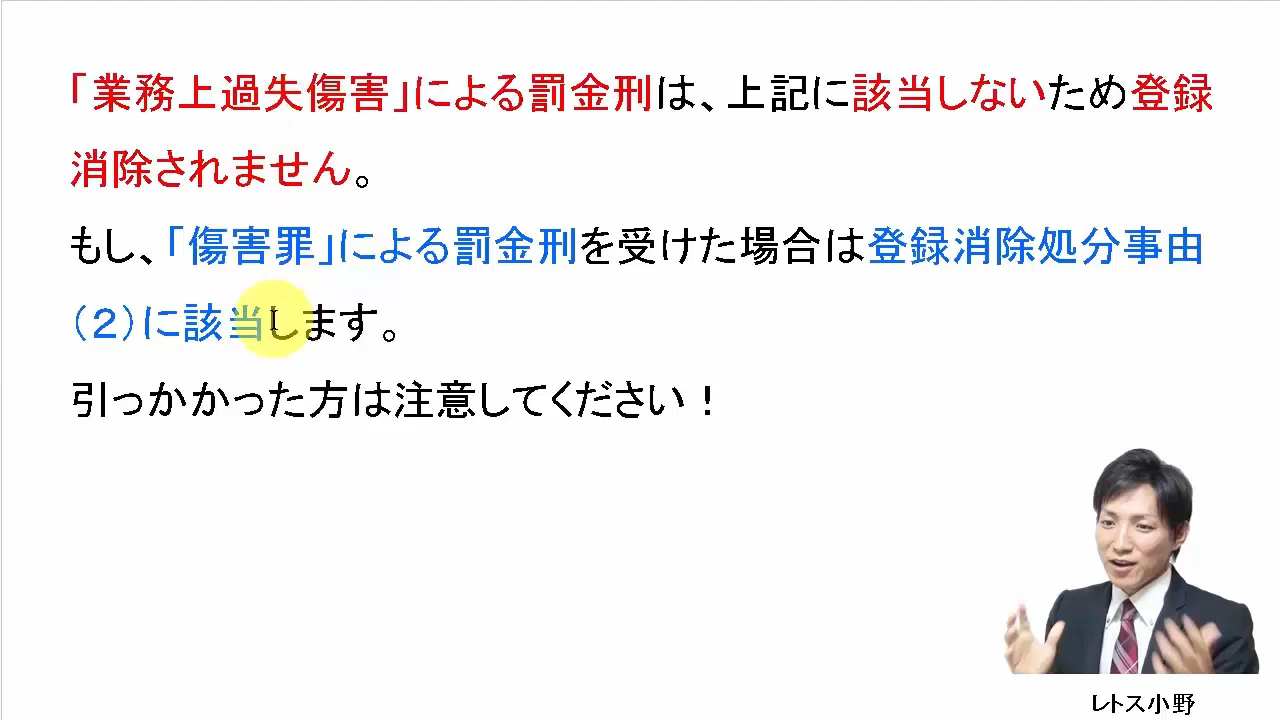 「業務上過失傷害」による罰金刑は、上記に該当しないため登録
消除されません。
もし、「傷害罪」による罰金刑を受けた場合は登録消除処分事由
（２）に該当します。
引っかかった方は注意してください！
レトス小野